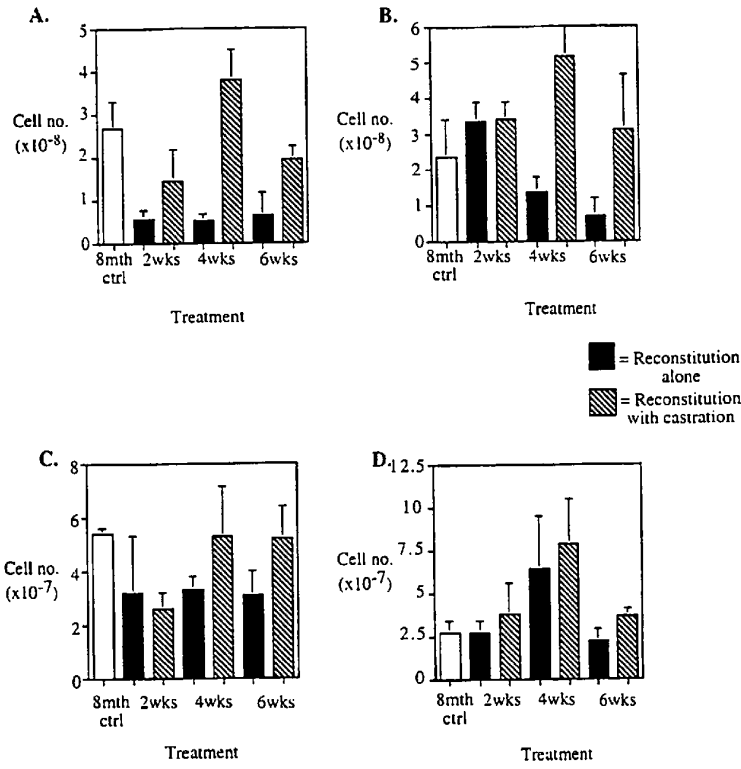 A.
5
4
3
2
1
0
Cell no.
(x10⁻⁸)
8mth 2wks 4wks 6wks
ctrl
Treatment
B.
6
5
4
3
2
1
0
Cell no.
(x10⁻⁸)
8mth 2wks 4wks 6wks
ctrl
Treatment
= Reconstitution
alone
= Reconstitution
with castration
C.
8
6
4
2
0
Cell no.
(x10⁻⁷)
8mth 2wks 4wks 6wks
ctrl
Treatment
D.
12.5
10
7.5
5
2.5
0
Cell no.
(x10⁻⁷)
8mth 2wks 4wks 6wks
ctrl
Treatment